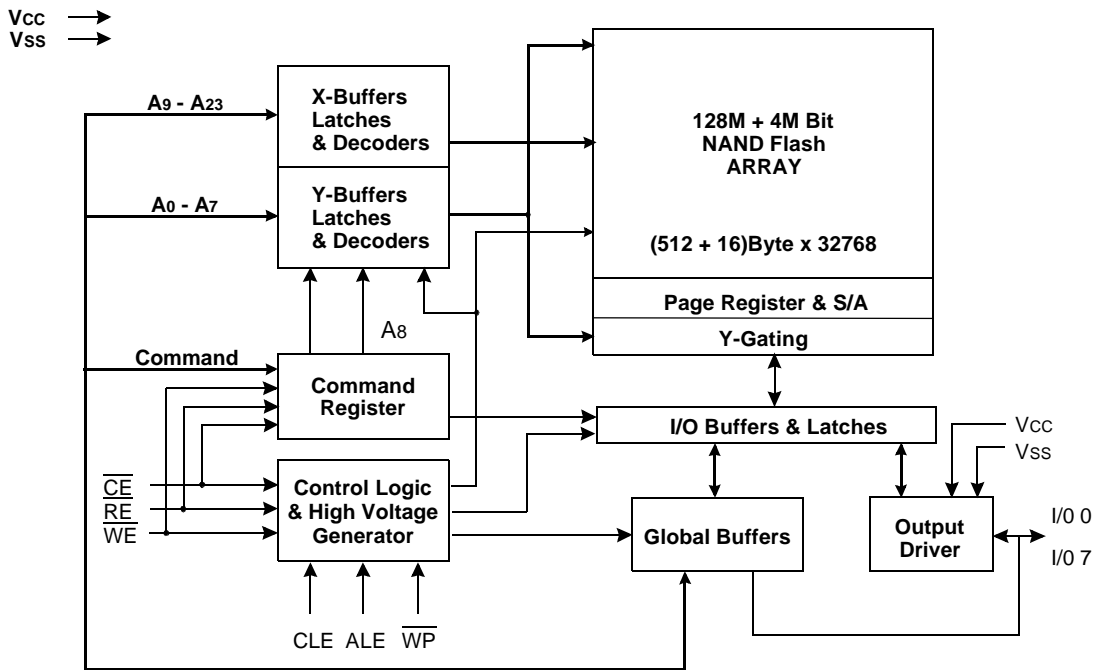 VCC
VSS
A9 - A23
X-Buffers
Latches
& Decoders
A0 - A7
Y-Buffers
Latches
& Decoders
128M + 4M Bit
NAND Flash
ARRAY
(512 + 16)Byte x 32768
Page Register & S/A
Y-Gating
A8
Command
Command
Register
I/O Buffers & Latches
VCC
VSS
CE
RE
WE
Control Logic
& High Voltage
Generator
Global Buffers
Output
Driver
I/0 0
I/0 7
CLE
ALE
WP